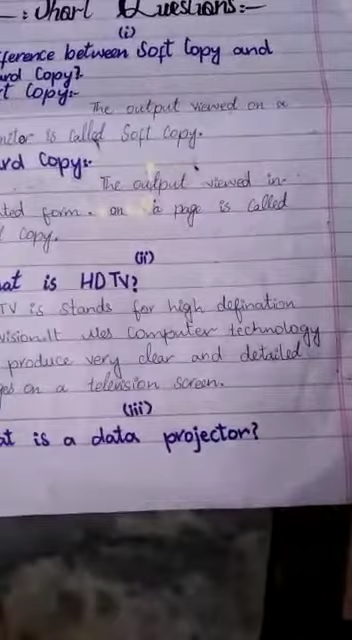 -: Short Questions:-
(i)
fference between Soft Copy and
rd Copy?
t Copy:-
The output viewed on a
nitor is called Soft Copy.
rd Copy:-
The output viewed in
ted form on a page is called
Copy.
(ii)
at is HDTV?
TV is stands for high defination
vision. It uses Computer technology
produce very clear and detailed
ges on a television screen.
(iii)
at is a data projector?